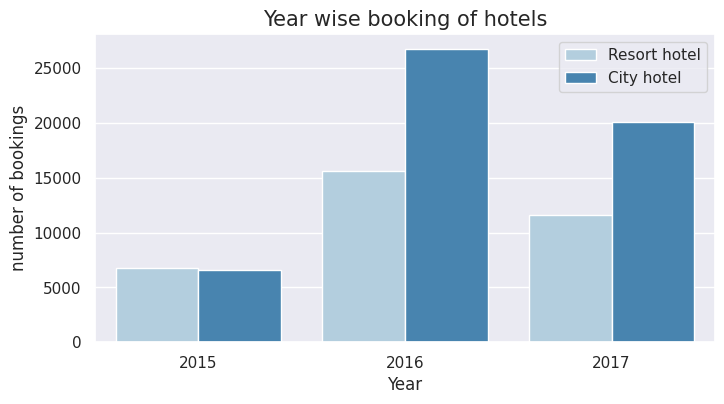 Year wise booking of hotels
Resort hotel
City hotel
number of bookings
25000
20000
15000
10000
5000
0
2015 2016 2017
Year